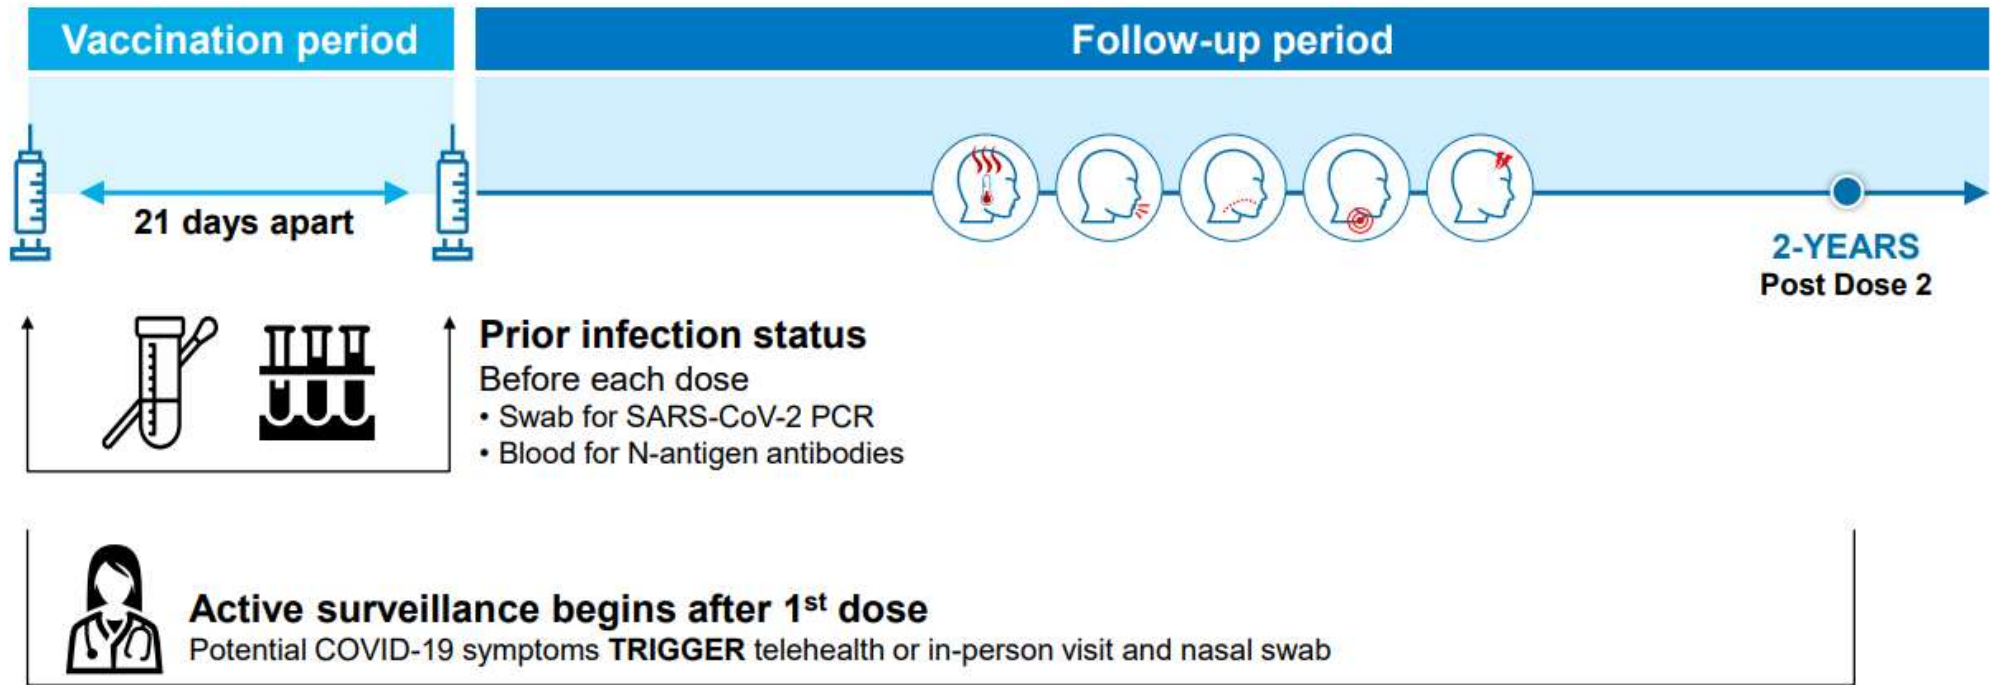 Vaccination period
Follow-up period
21 days apart
2-YEARS
Post Dose 2
Prior infection status
Before each dose
• Swab for SARS-CoV-2 PCR
• Blood for N-antigen antibodies
Active surveillance begins after 1st dose
Potential COVID-19 symptoms TRIGGER telehealth or in-person visit and nasal swab